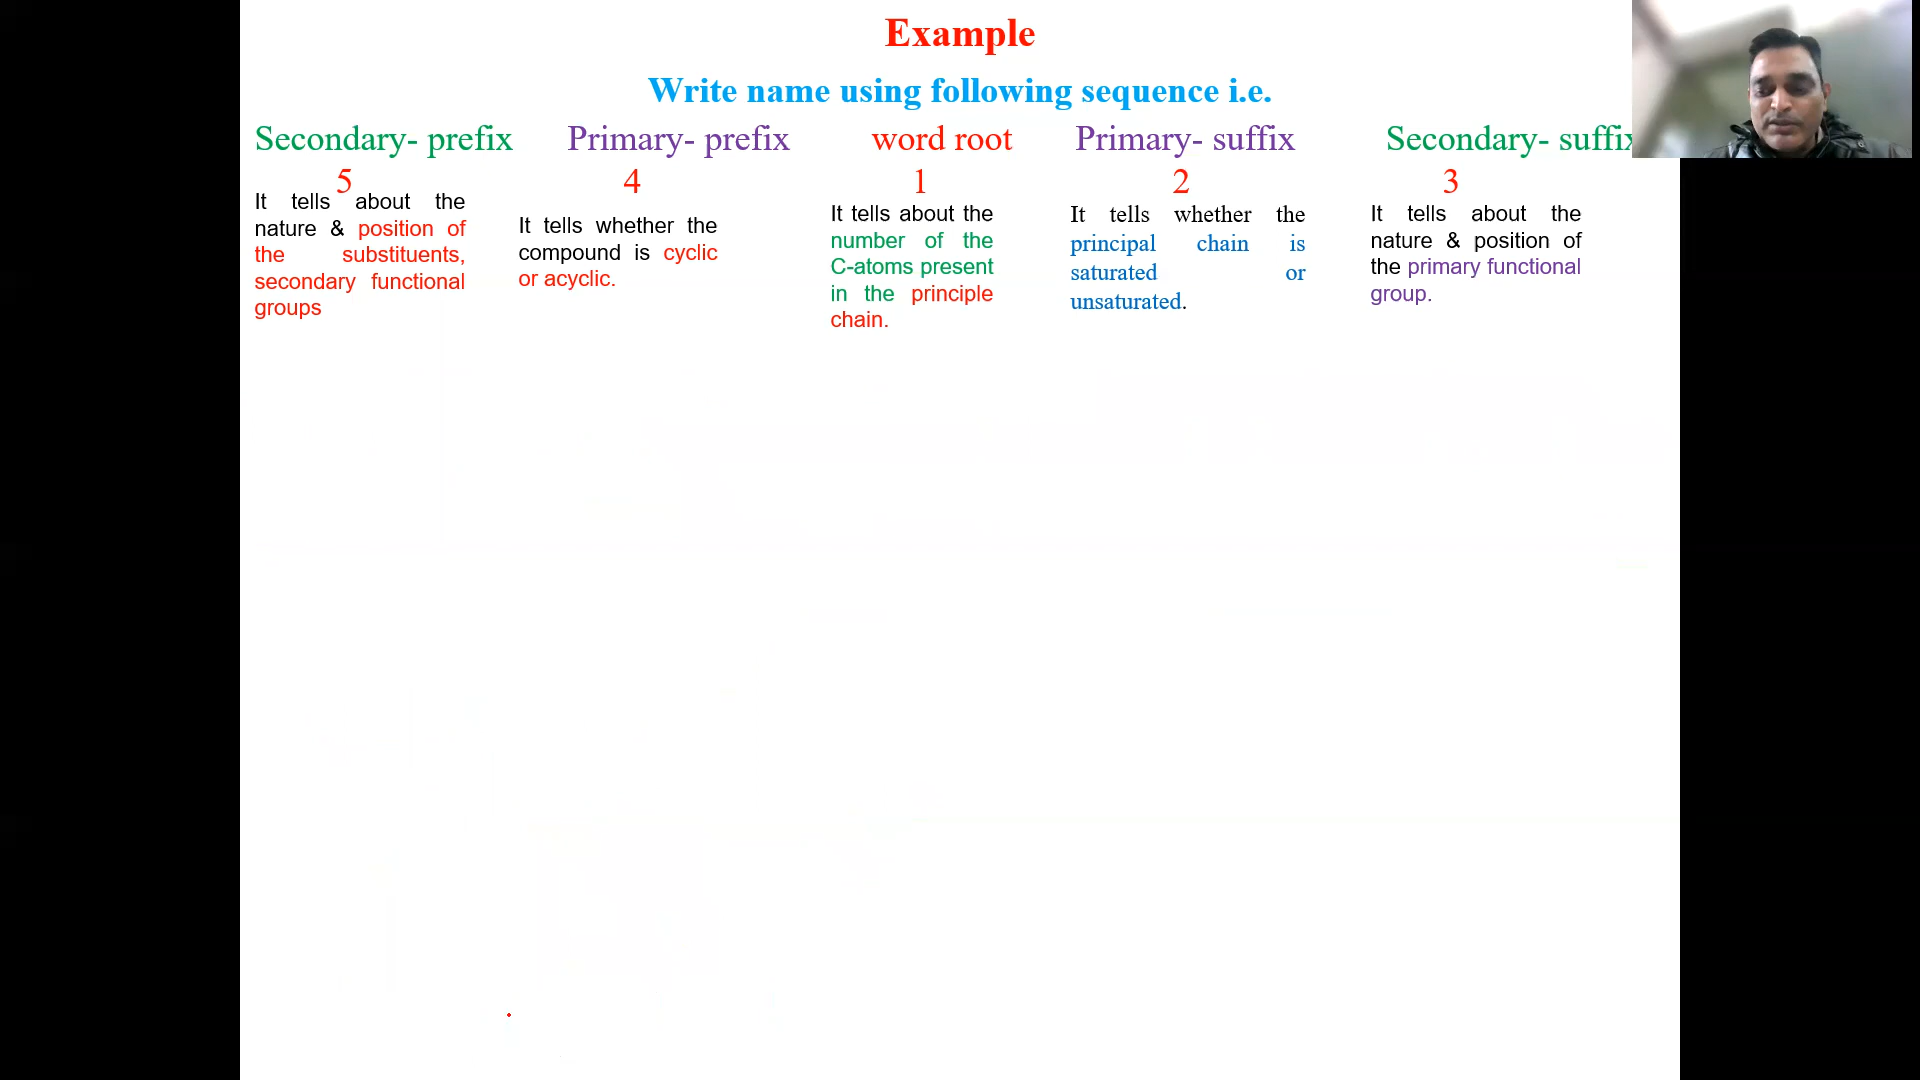 Example
Write name using following sequence i.e.
Secondary- prefix Primary- prefix word root Primary- suffix Secondary- suffix
5 4 1 2 3
It tells about the
nature & position of
the substituents,
secondary functional
groups
It tells whether the
compound is cyclic
or acyclic.
It tells about the
number of the
C-atoms present
in the principle
chain.
It tells whether the
principal chain is
saturated or
unsaturated.
It tells about the
nature & position of
the primary functional
group.